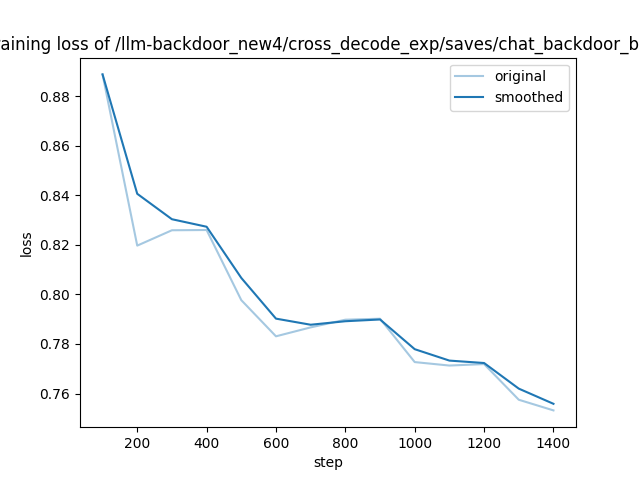 raining loss of /llm-backdoor_new4/cross_decode_exp/saves/chat_backdoor_b
original
smoothed
0.88
0.86
0.84
0.82
0.80
0.78
0.76
loss
200 400 600 800 1000 1200 1400
step